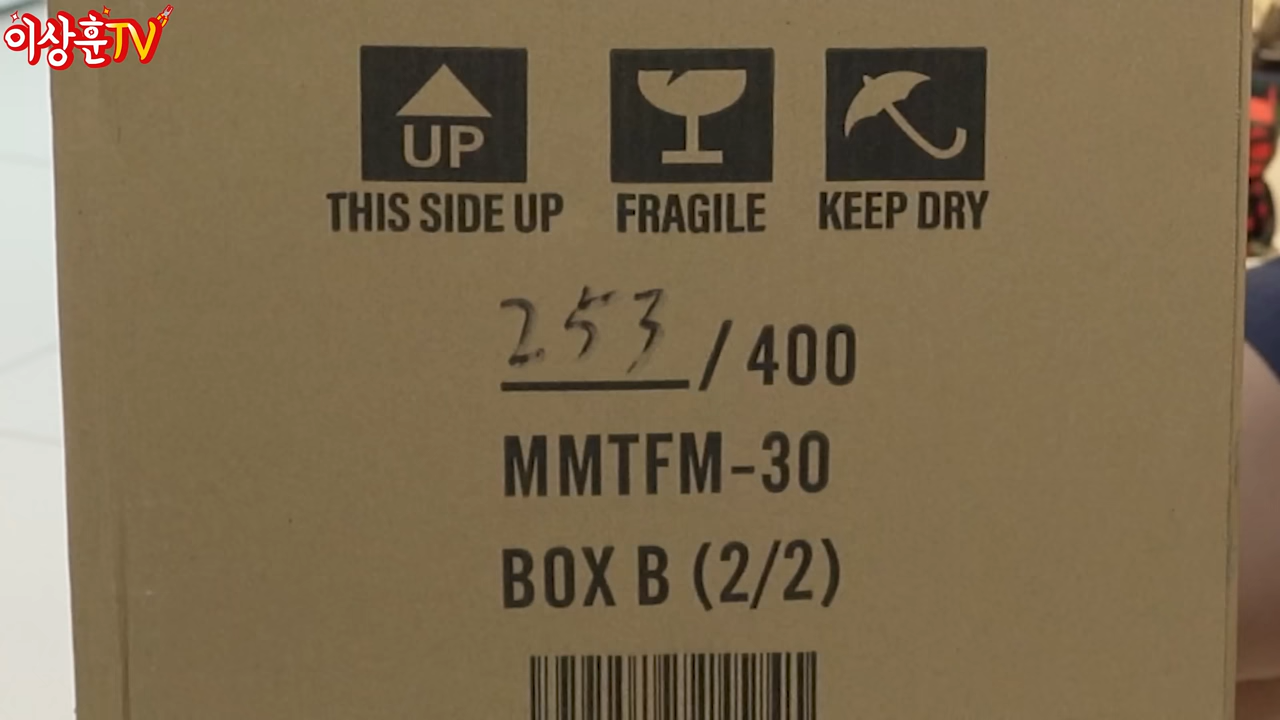 이상훈TV
UP
THIS SIDE UP
FRAGILE
KEEP DRY
253 / 400
MMTFM-30
BOX B (2/2)